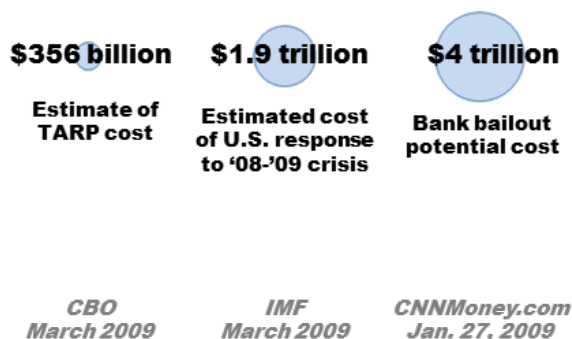 $356 billion
Estimate of
TARP cost
CBO
March 2009
$1.9 trillion
Estimated cost
of U.S. response
to ‘08-’09 crisis
IMF
March 2009
$4 trillion
Bank bailout
potential cost
CNNMoney.com
Jan. 27. 2009